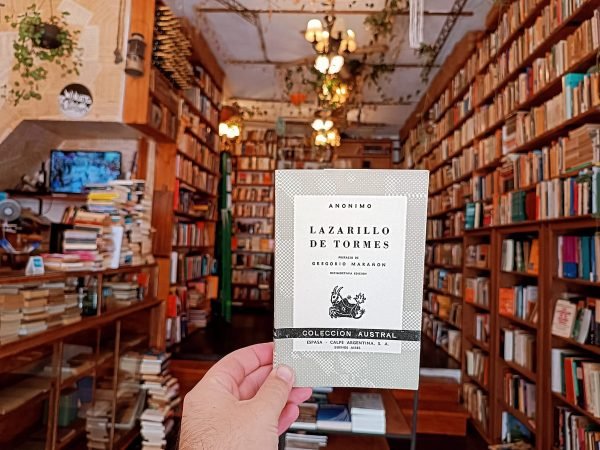 ANONIMO
LAZARILLO
DE TORMES
PREFACIO DE
GREGORIO MARAÑON
COLECCION AUSTRAL
ESPASA - CALPE ARGENTINA, S. A.
BUENOS AIRES